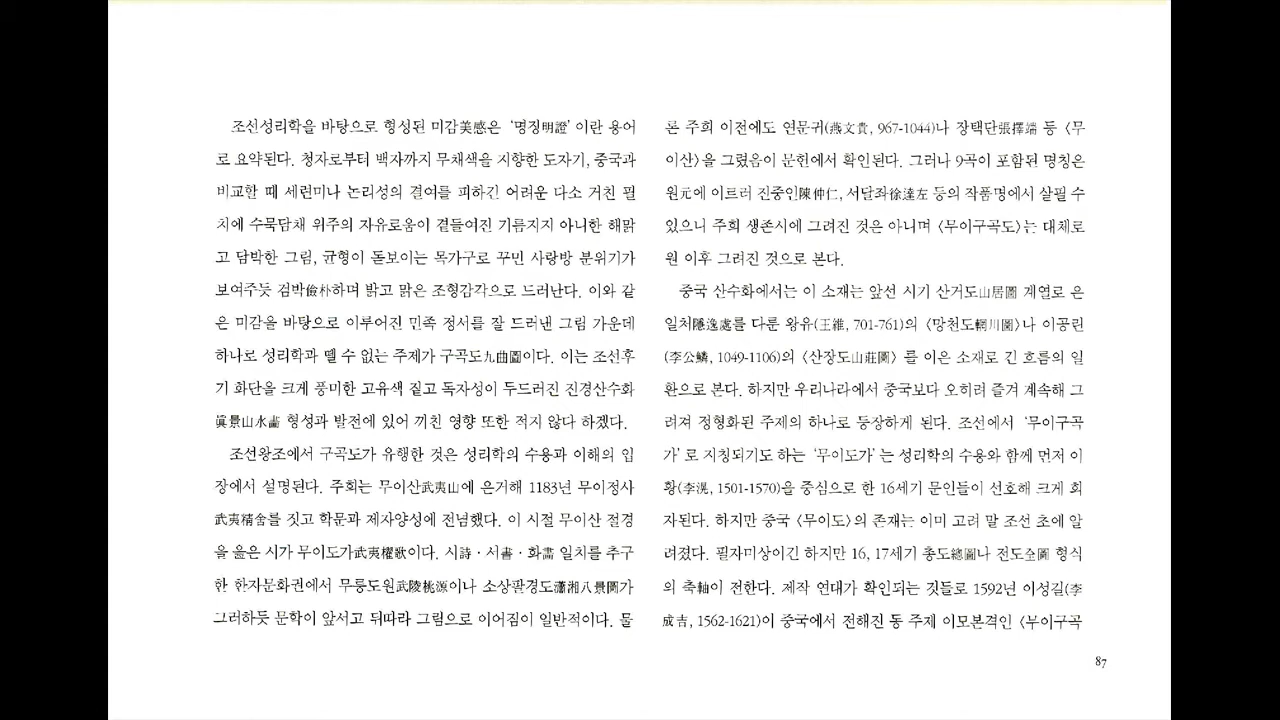 조선성리학을 바탕으로 형성된 미감美感은 ‘명징明證’이란 용어
로 요약된다. 청자로부터 백자까지 무채색을 지향한 도자기, 중국과
비교할 때 세련미나 논리성의 결여를 피하긴 어려운 다소 거친 필
치에 수묵담채 위주의 자유로움이 곁들여진 기름지지 아니한 해맑
고 담박한 그림, 균형이 돋보이는 목가구로 꾸민 사랑방 분위기가
보여주듯 검박儉朴하며 밝고 맑은 조형감각으로 드러난다. 이와 같
은 미감을 바탕으로 이루어진 민족 정서를 잘 드러낸 그림 가운데
하나로 성리학과 뗄 수 없는 주제가 구곡도九曲圖이다. 이는 조선후
기 화단을 크게 풍미한 고유색 짙고 독자성이 두드러진 진경산수화
眞景山水畵 형성과 발전에 있어 끼친 영향 또한 적지 않다 하겠다.
조선왕조에서 구곡도가 유행한 것은 성리학의 수용과 이해의 입
장에서 설명된다. 주희는 무이산武夷山에 은거해 1183년 무이정사
武夷精舍를 짓고 학문과 제자양성에 전념했다. 이 시절 무이산 절경
을 읊은 시가 무이도가武夷櫂歌이다. 시詩·서書·화畵 일치를 추구
한 한자문화권에서 무릉도원武陵桃源이나 소상팔경도瀟湘八景圖가
그러하듯 문학이 앞서고 뒤따라 그림으로 이어짐이 일반적이다. 물
론 주희 이전에도 연문귀(燕文貴, 967-1044)나 장택단張擇端 등 〈무
이산〉을 그렸음이 문헌에서 확인된다. 그러나 9곡이 포함된 명칭은
원元에 이르러 진중인陳仲仁, 서달좌徐達左 등의 작품명에서 살필 수
있으니 주희 생존시에 그려진 것은 아니며 〈무이구곡도〉는 대체로
원 이후 그려진 것으로 본다.
중국 산수화에서는 이 소재는 앞선 시기 산거도山居圖 계열로 은
일처隱逸處를 다룬 왕유(王維, 701-761)의 〈망천도輞川圖〉나 이공린
(李公麟, 1049-1106)의 〈산장도山莊圖〉 를 이은 소재로 긴 흐름의 일
환으로 본다. 하지만 우리나라에서 중국보다 오히려 즐겨 계속해 그
려져 정형화된 주제의 하나로 등장하게 된다. 조선에서 ‘무이구곡
가’로 지칭되기도 하는 ‘무이도가’는 성리학의 수용와 함께 먼저 이
황(李滉, 1501-1570)을 중심으로 한 16세기 문인들이 선호해 크게 회
자된다. 하지만 중국 〈무이도〉의 존재는 이미 고려 말 조선 초에 알
려졌다. 필자미상이긴 하지만 16, 17세기 총도總圖나 전도全圖 형식
의 축軸이 전한다. 제작 연대가 확인되는 것들로 1592년 이성길(李
成吉, 1562-1621)이 중국에서 전해진 동 주제 이모본격인 〈무이구곡
87